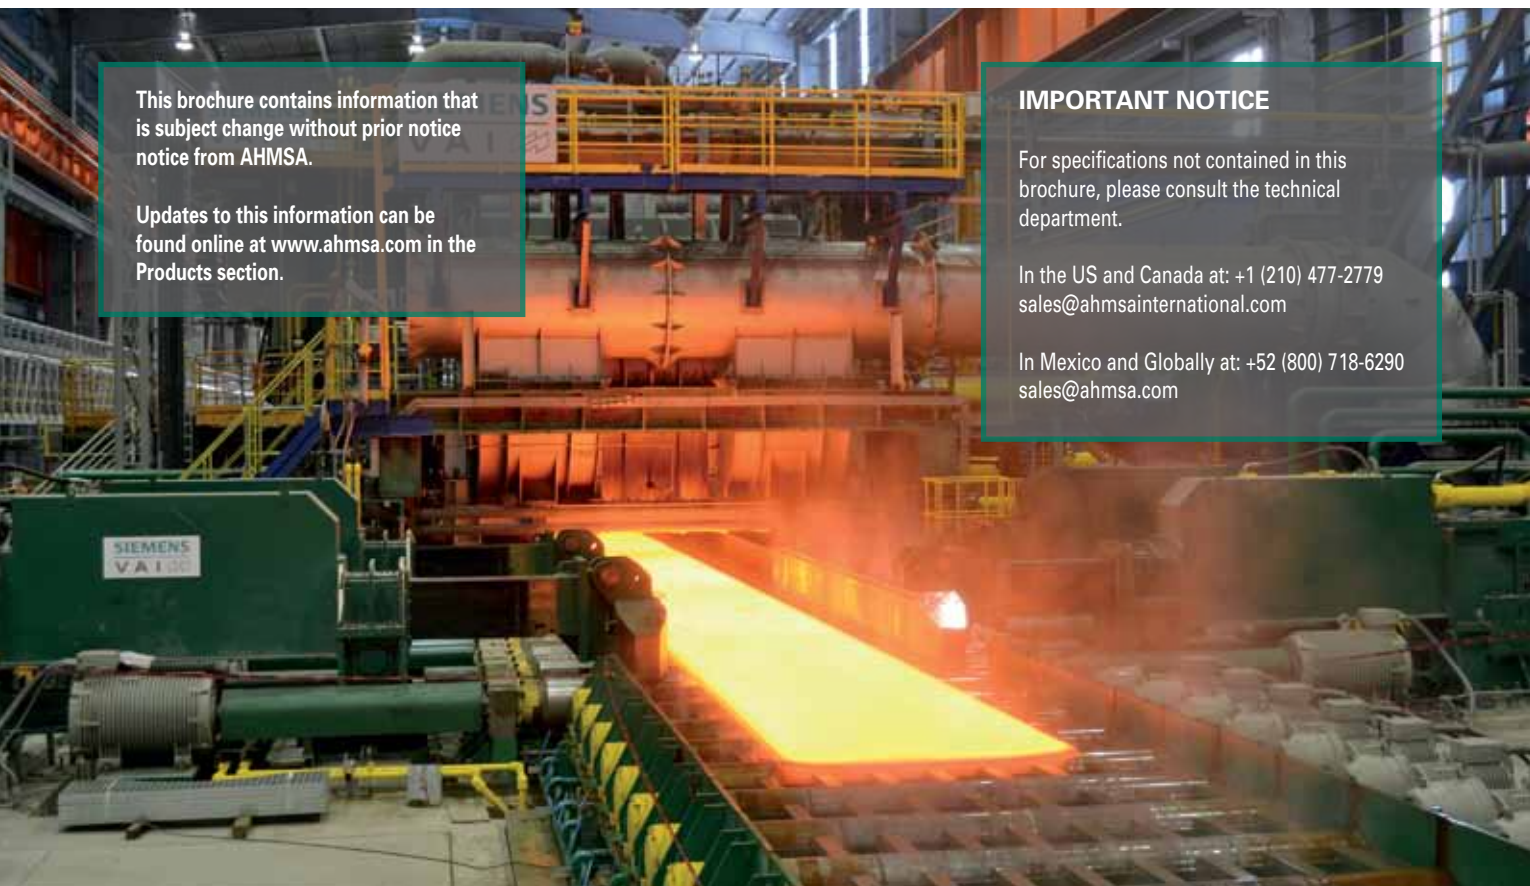 This brochure contains information that
is subject change without prior notice
notice from AHMSA.
Updates to this information can be
found online at www.ahmsa.com in the
Products section.
IMPORTANT NOTICE
For specifications not contained in this
brochure, please consult the technical
department.
In the US and Canada at: +1 (210) 477-2779
sales@ahmsainternational.com
In Mexico and Globally at: +52 (800) 718-6290
sales@ahmsa.com
SIEMENS
VAI
SIEMENS
VAI